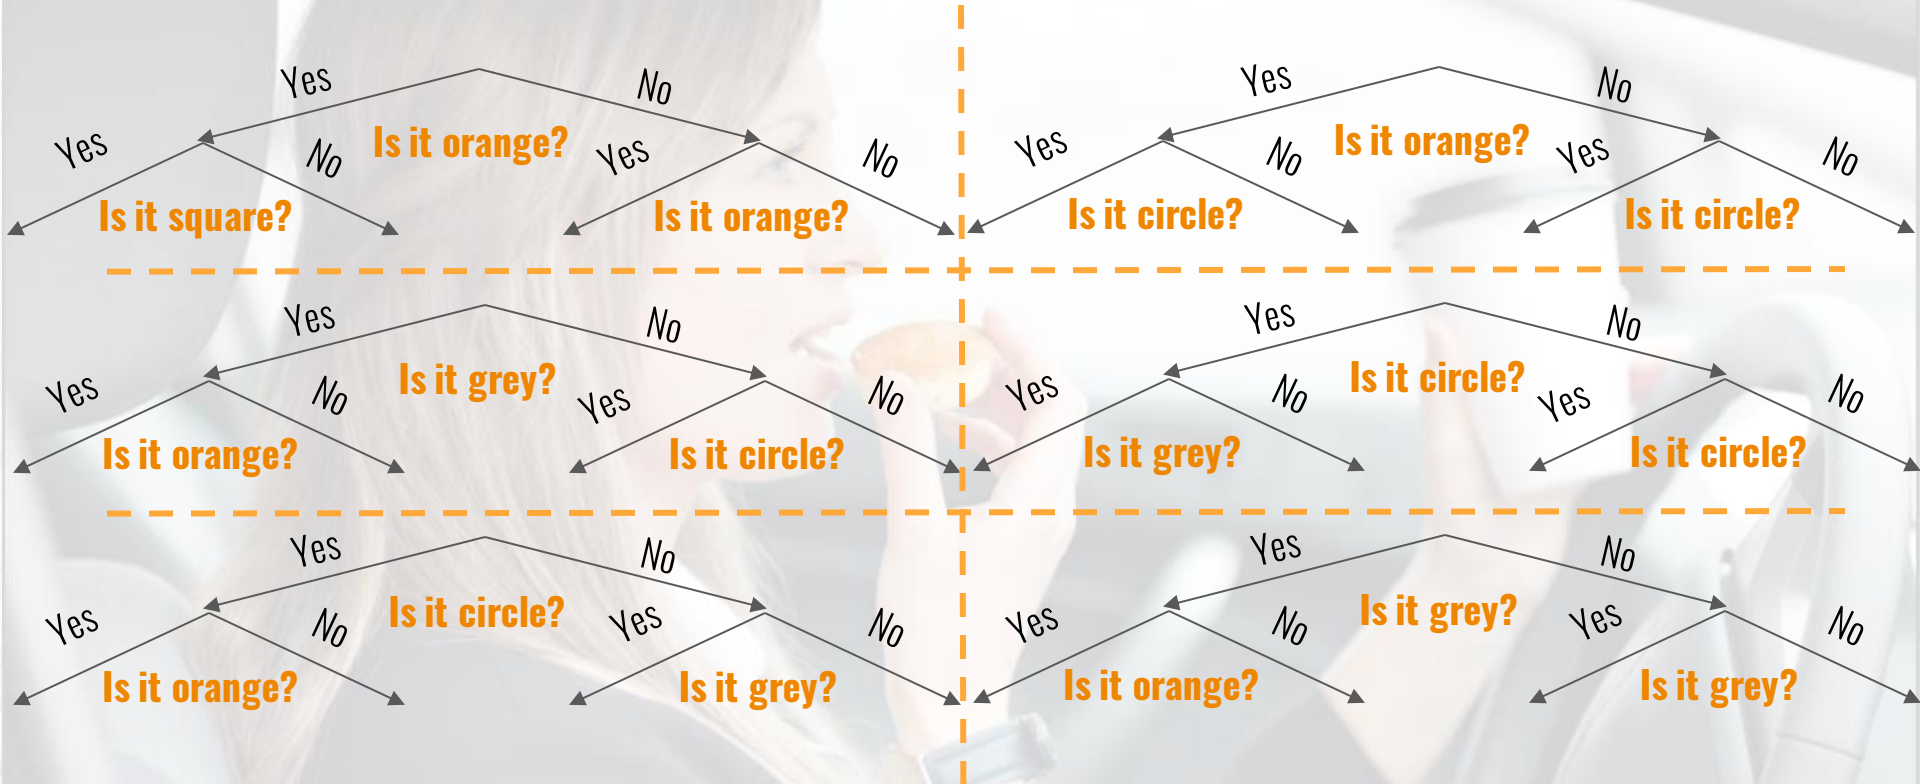 Yes No
Yes No Is it orange? Yes No
Is it square? Is it orange?
Yes No
Yes No Is it orange? Yes No
Is it circle? Is it circle?
Yes No
Yes No Is it grey? Yes No
Is it orange? Is it circle?
Yes No
Yes No Is it circle? Yes No
Is it grey? Is it circle?
Yes No
Yes No Is it circle? Yes No
Is it orange? Is it grey?
Yes No
Yes No Is it grey? Yes No
Is it orange? Is it grey?